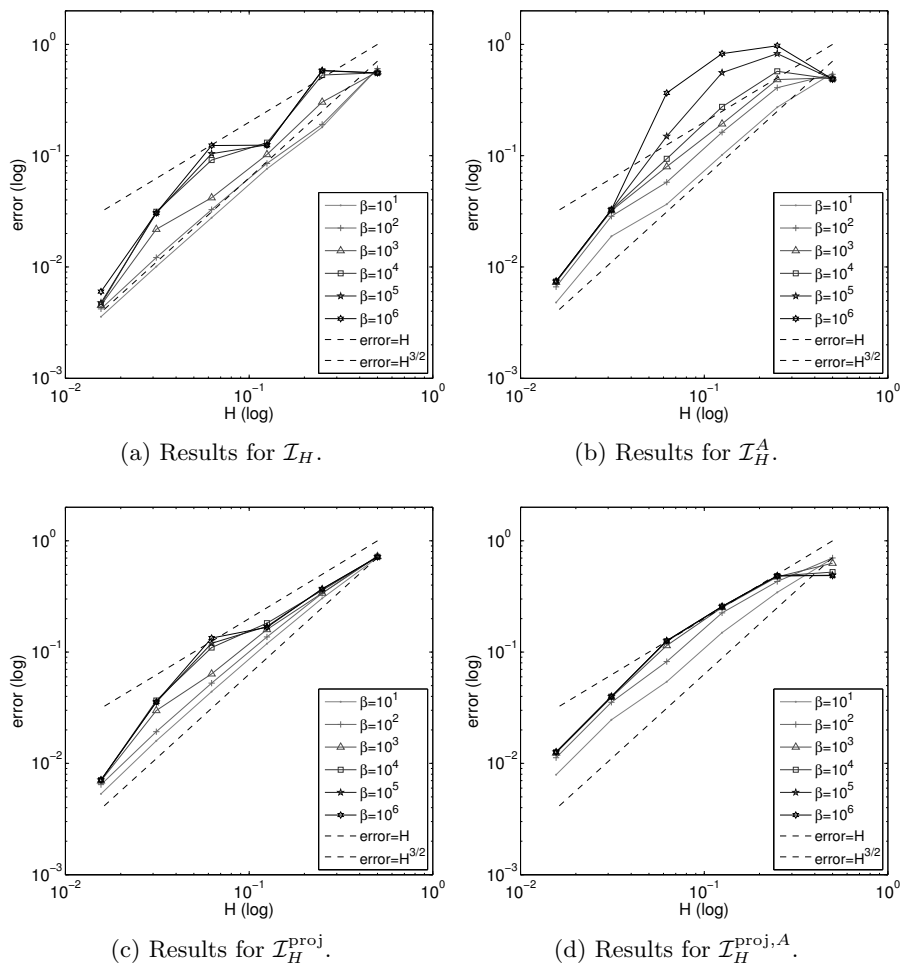 10^0
10^-1
10^-2
10^-3
error (log)
β=10^1
β=10^2
β=10^3
β=10^4
β=10^5
β=10^6
error=H
error=H^3/2
10^-2
10^-1
10^0
H (log)
(a) Results for 𝓘_H.
10^0
10^-1
10^-2
10^-3
error (log)
β=10^1
β=10^2
β=10^3
β=10^4
β=10^5
β=10^6
error=H
error=H^3/2
10^-2
10^-1
10^0
H (log)
(b) Results for 𝓘_H^A.
10^0
10^-1
10^-2
10^-3
error (log)
β=10^1
β=10^2
β=10^3
β=10^4
β=10^5
β=10^6
error=H
error=H^3/2
10^-2
10^-1
10^0
H (log)
(c) Results for 𝓘_H^proj.
10^0
10^-1
10^-2
10^-3
error (log)
β=10^1
β=10^2
β=10^3
β=10^4
β=10^5
β=10^6
error=H
error=H^3/2
10^-2
10^-1
10^0
H (log)
(d) Results for 𝓘_H^proj,A.